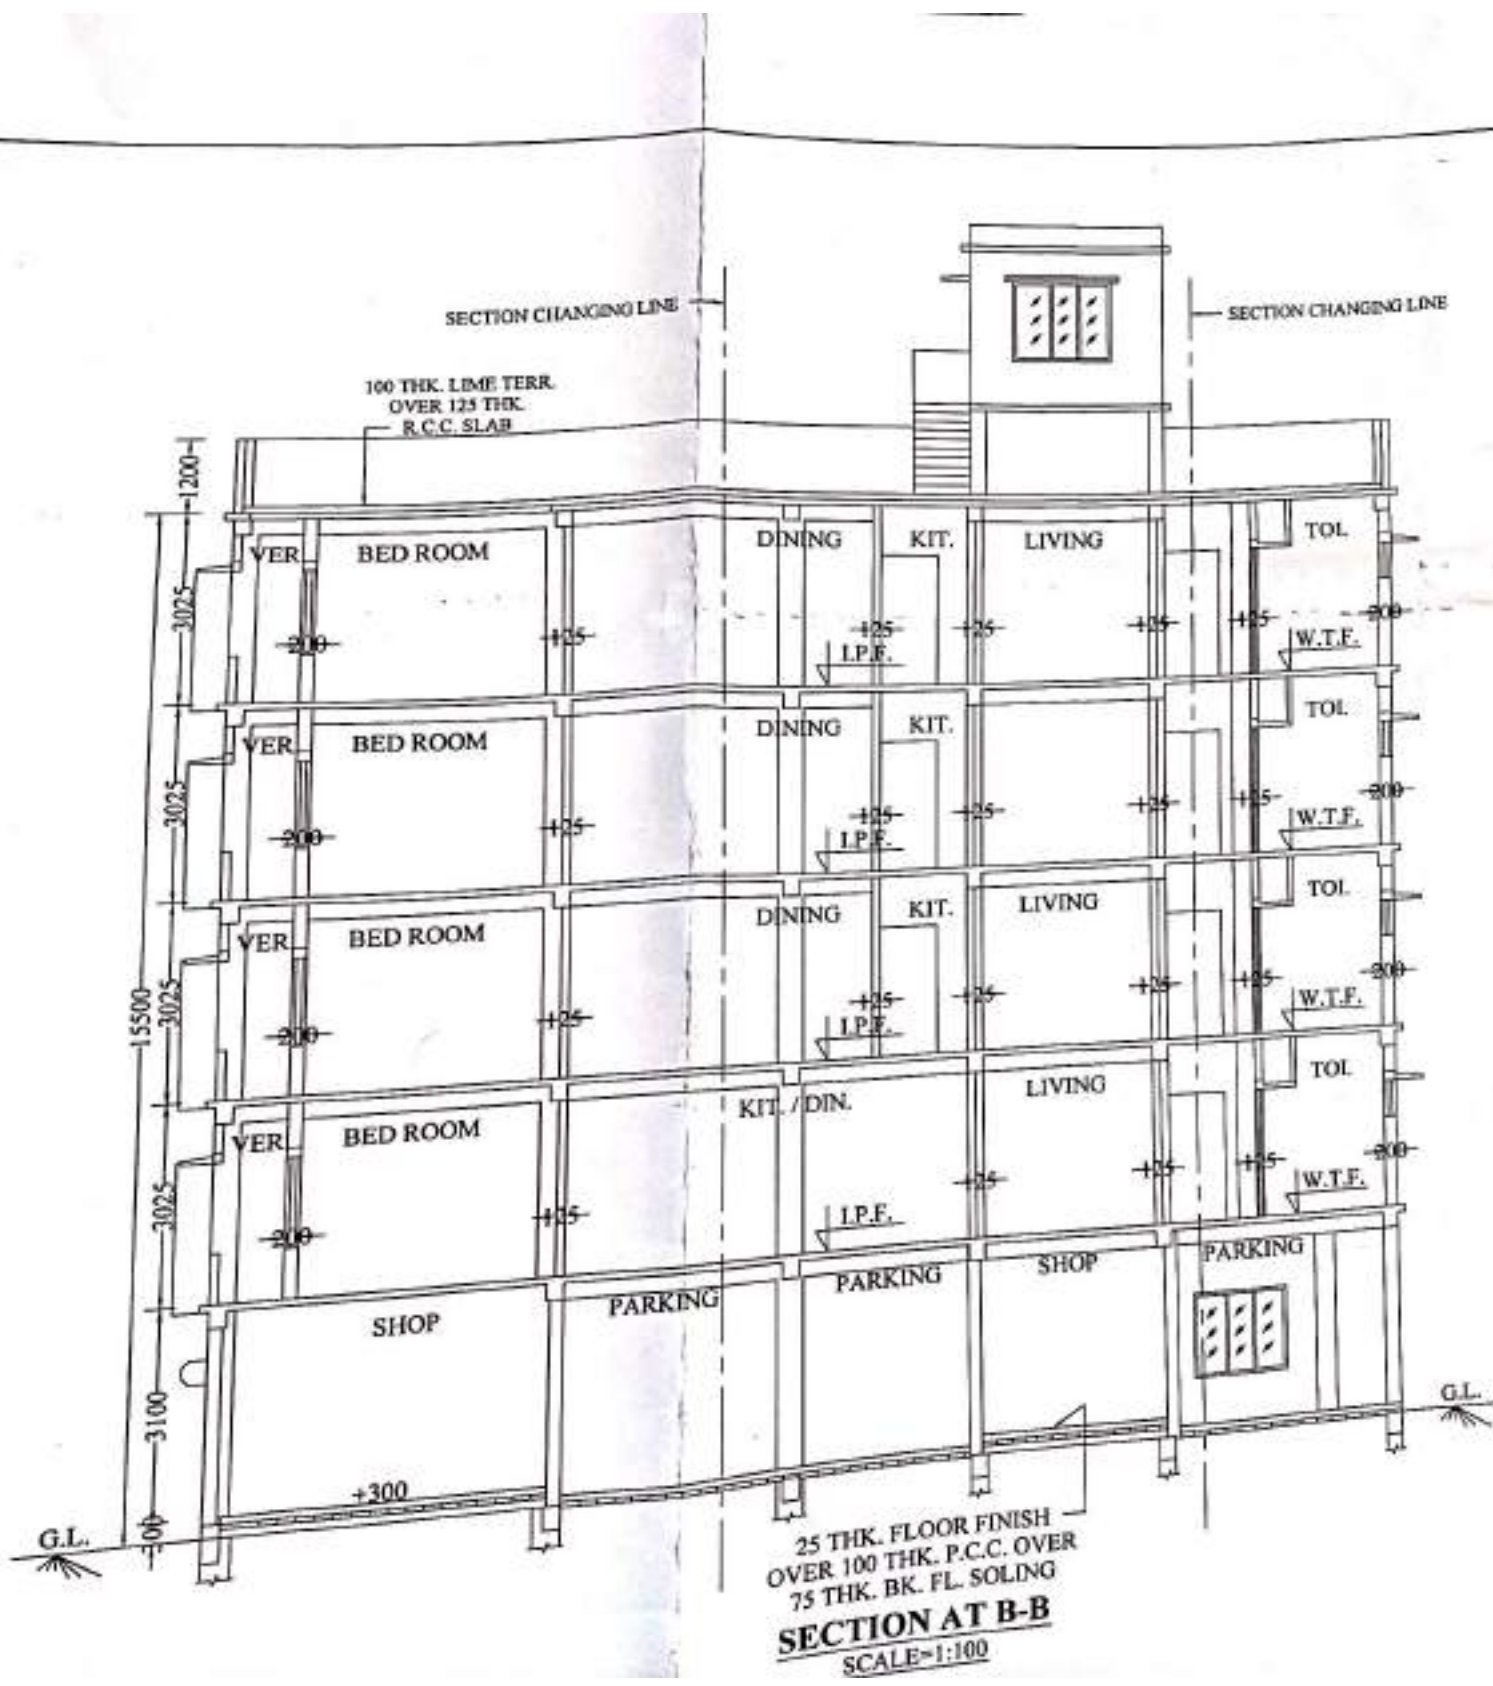 SECTION CHANGING LINE
SECTION CHANGING LINE
100 THK. LIME TERR.
OVER 125 THK.
R.C.C. SLAB
1200
VER
BED ROOM
DINING
KIT.
LIVING
TOL
3025
200
125
125
125
125
125
200
I.P.F.
W.T.F.
VER
BED ROOM
DINING
KIT.
TOL
3025
200
125
125
125
125
125
200
I.P.F.
W.T.F.
VER
BED ROOM
DINING
KIT.
LIVING
TOL
15500
3025
200
125
125
125
125
125
200
I.P.F.
W.T.F.
VER
BED ROOM
KIT. / DIN.
LIVING
TOL
3025
200
125
125
125
125
200
I.P.F.
W.T.F.
SHOP
PARKING
PARKING
SHOP
PARKING
3100
+300
G.L.
G.L.
25 THK. FLOOR FINISH
OVER 100 THK. P.C.C. OVER
75 THK. BK. FL. SOLING
SECTION AT B-B
SCALE=1:100